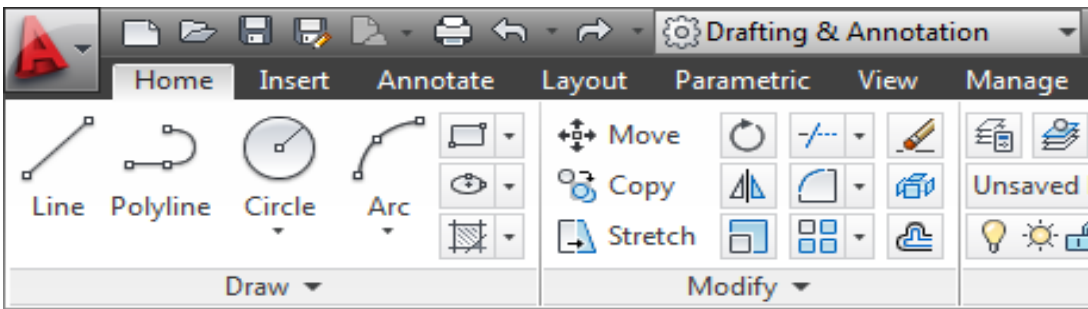 Drafting & Annotation
Home Insert Annotate Layout Parametric View Manage
Move
Copy Unsaved
Line Polyline Circle Arc
Stretch
Draw Modify